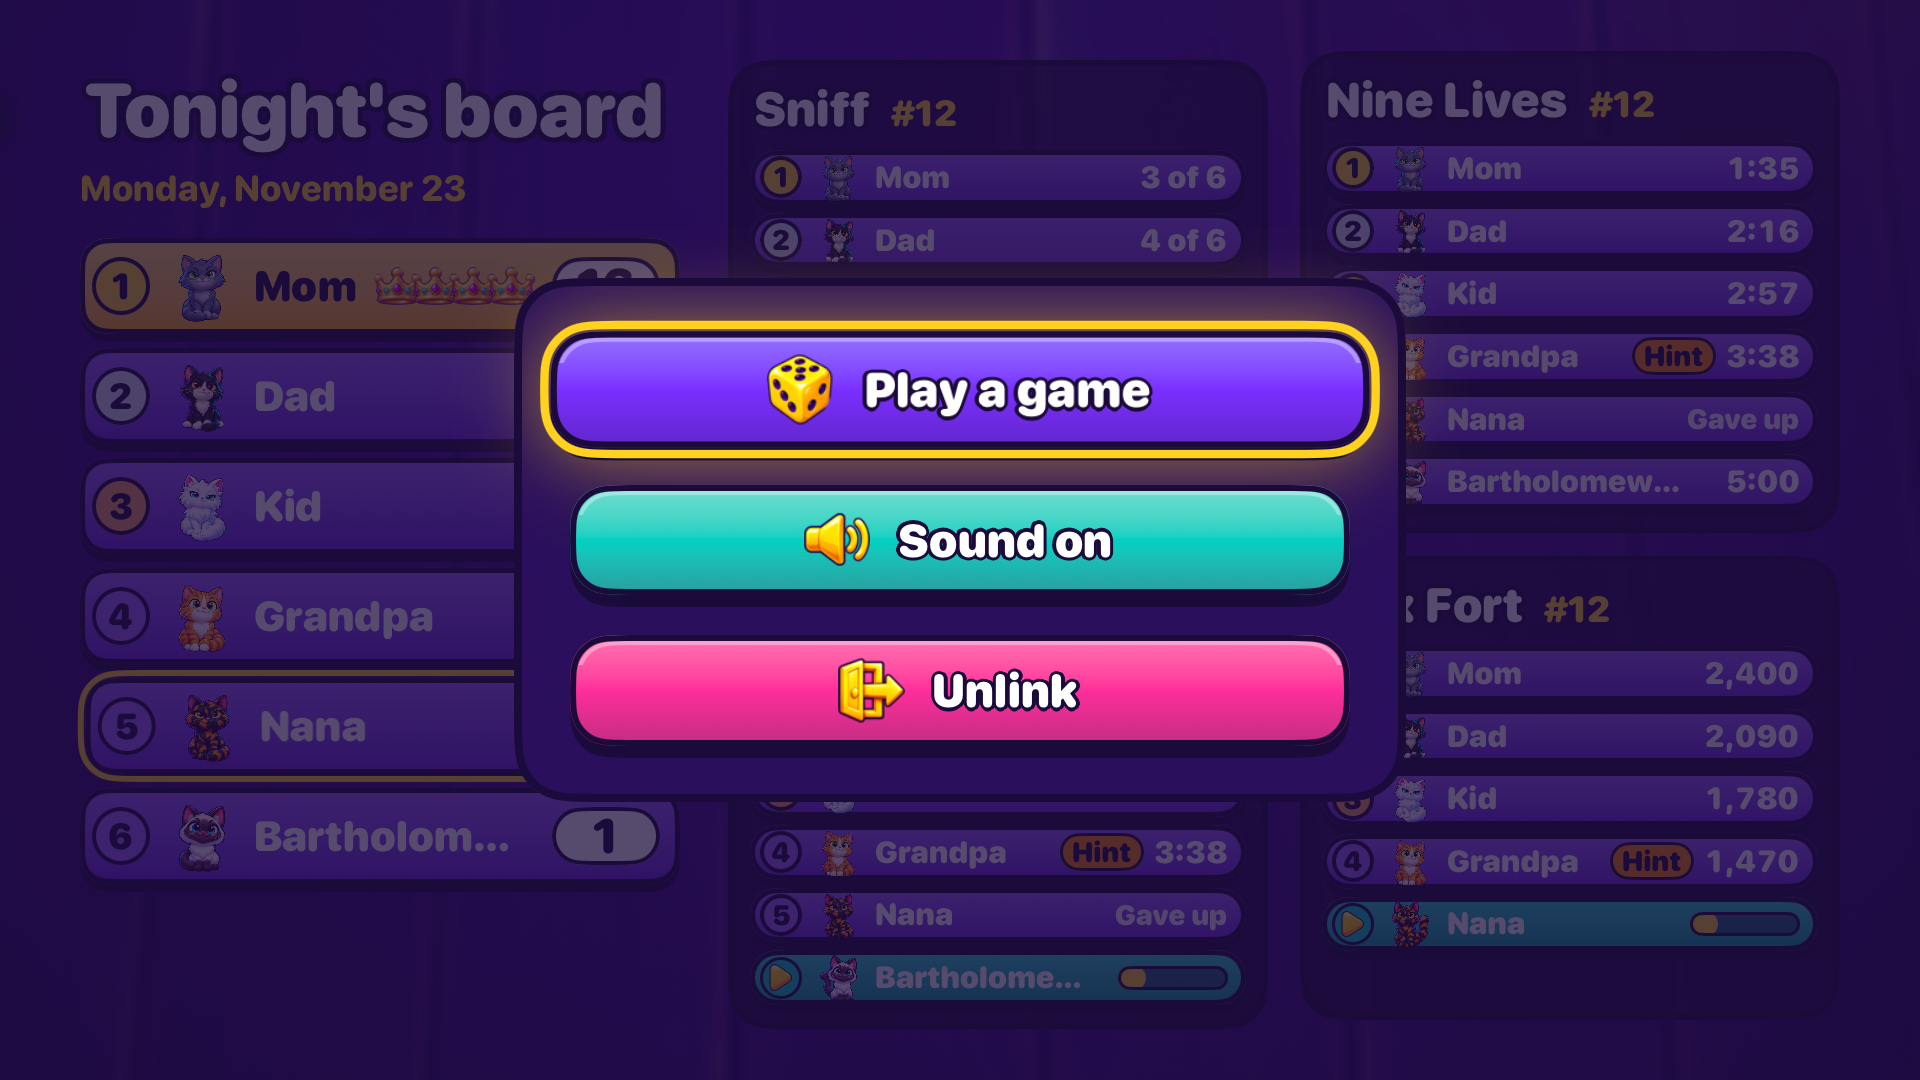 Tonight's board
Monday, November 23
1 Mom
2 Dad
3 Kid
4 Grandpa
5 Nana
6 Bartholom... 1
Sniff #12
1 Mom 3 of 6
2 Dad 4 of 6
4 Grandpa Hint 3:38
5 Nana Gave up
Bartholome...
Nine Lives #12
1 Mom 1:35
2 Dad 2:16
Kid 2:57
Grandpa Hint 3:38
Nana Gave up
Bartholomew... 5:00
Fort #12
Mom 2,400
Dad 2,090
3 Kid 1,780
4 Grandpa Hint 1,470
Nana
Play a game
Sound on
Unlink